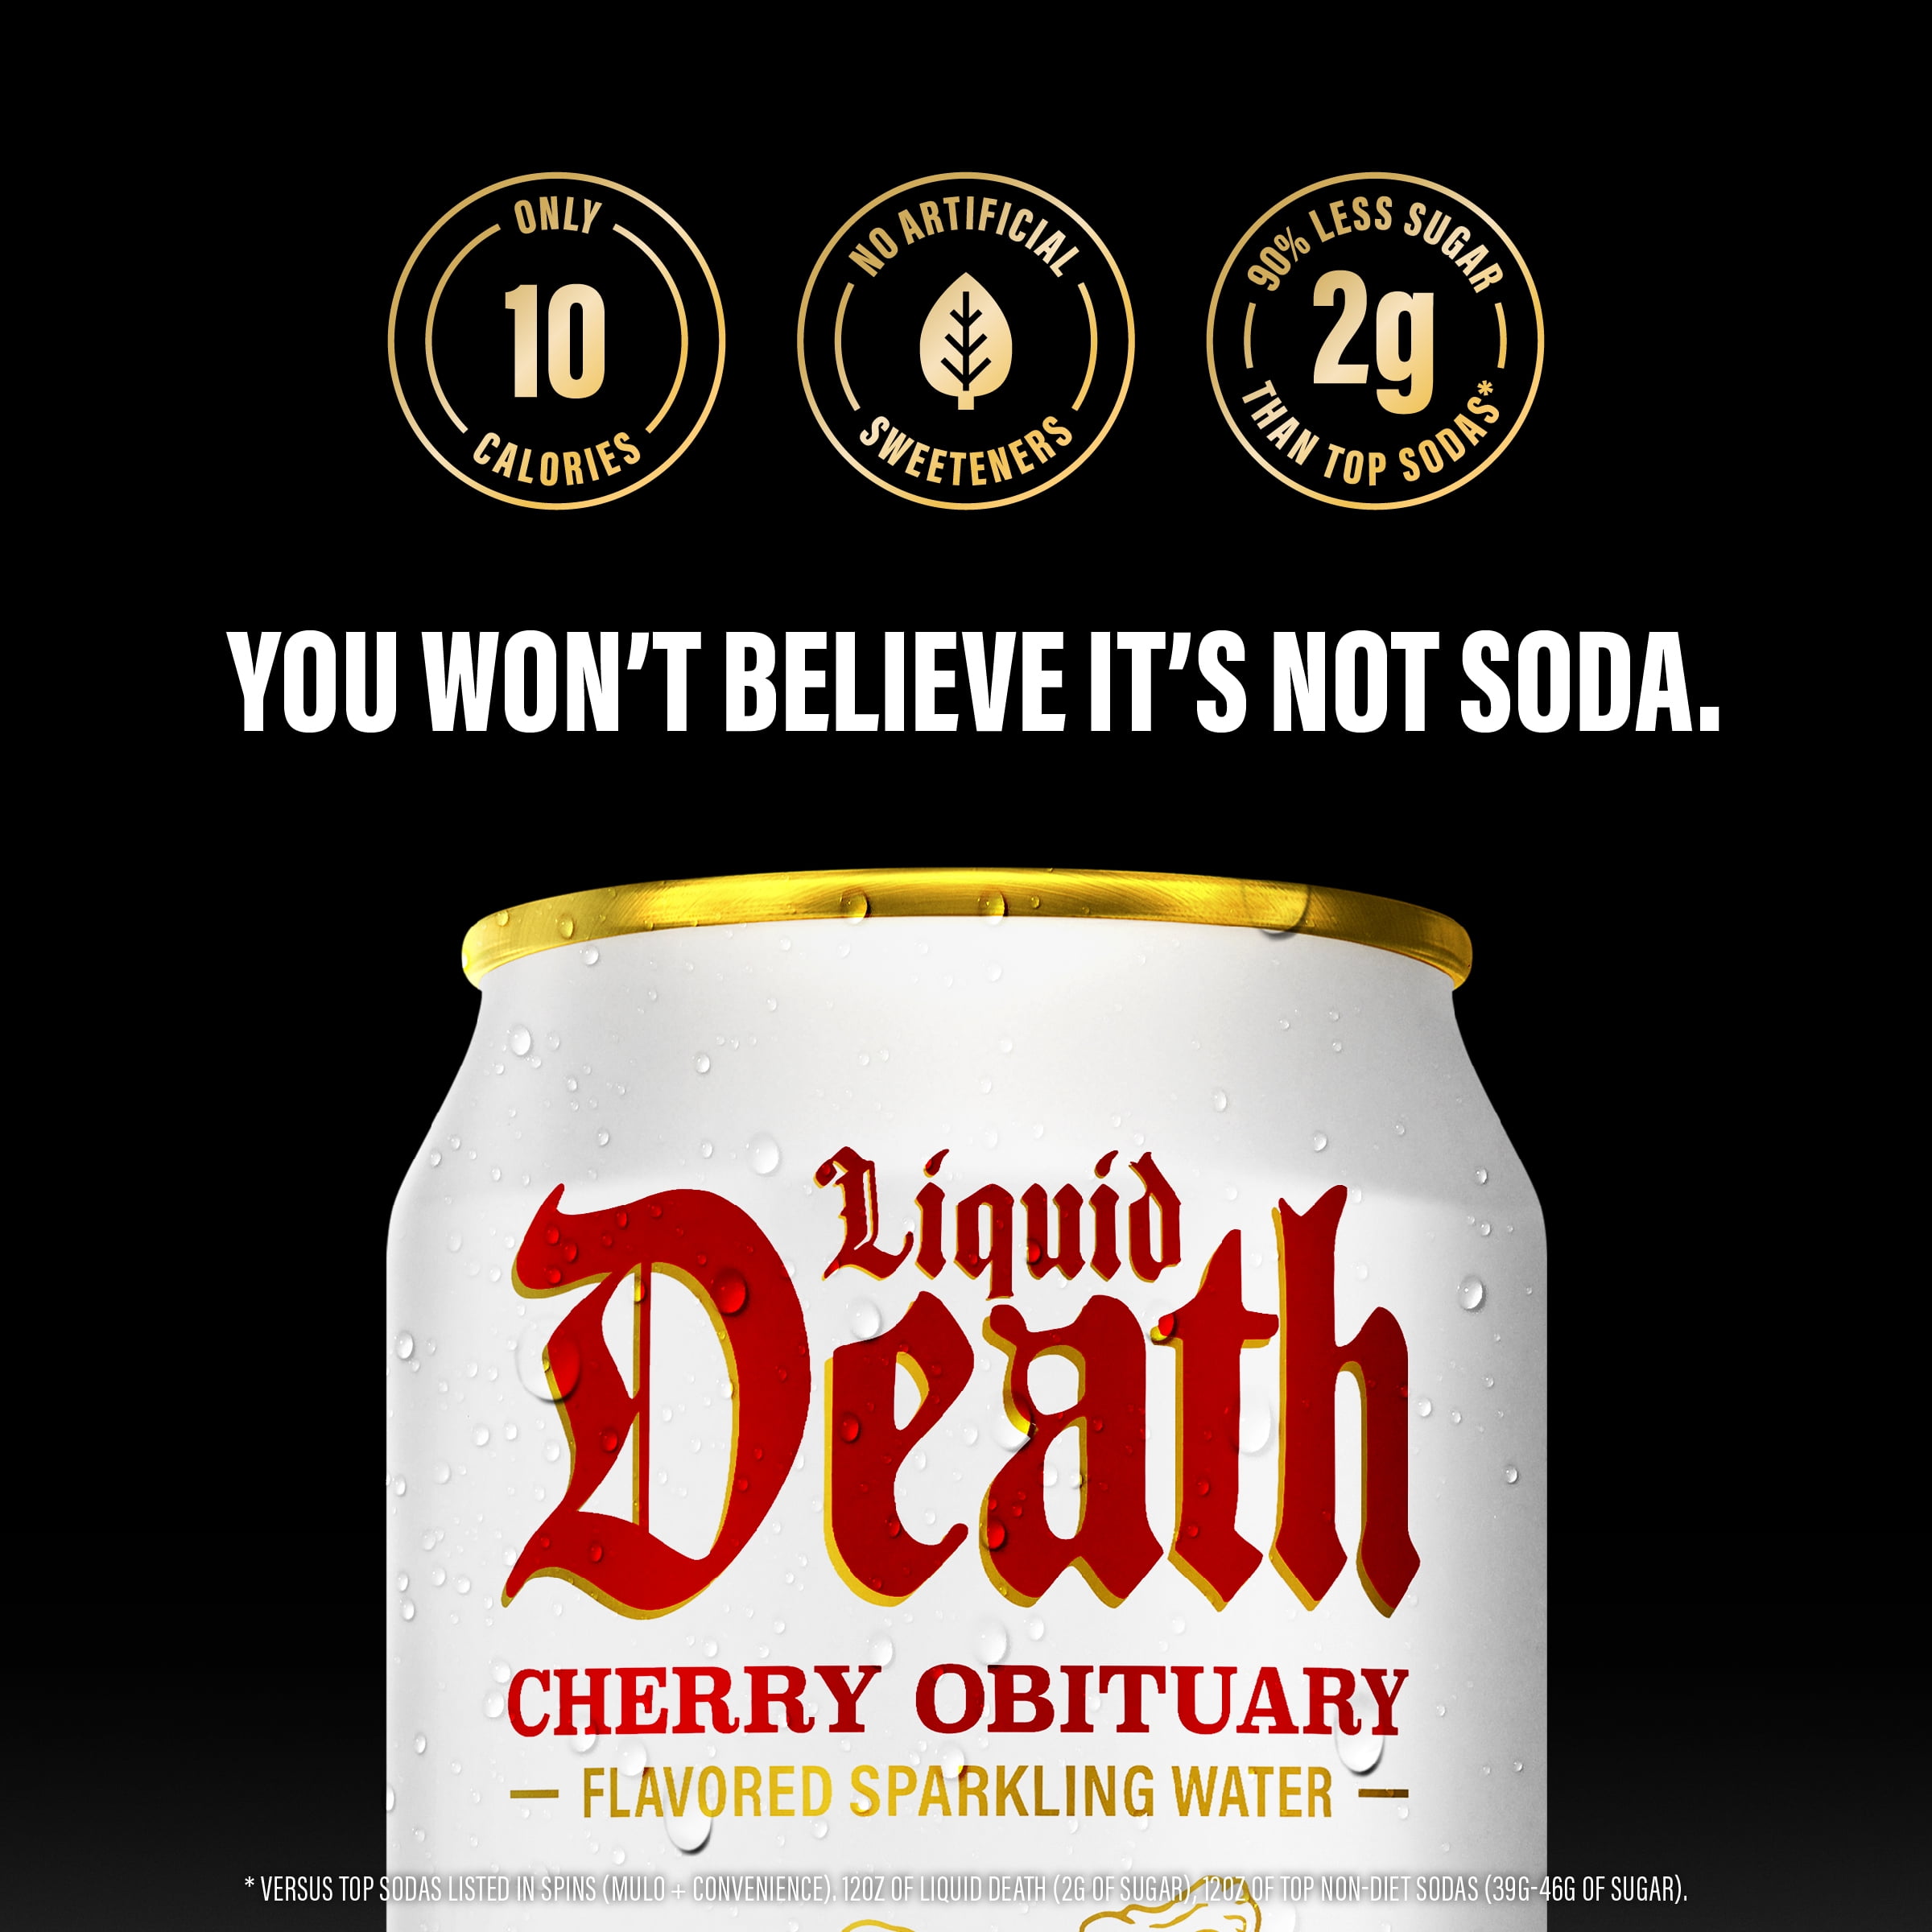 ONLY
10
CALORIES
NO ARTIFICIAL
SWEETENERS
90% LESS SUGAR
2g
THAN TOP SODAS*
YOU WON'T BELIEVE IT'S NOT SODA.
Liquid
Death
CHERRY OBITUARY
— FLAVORED SPARKLING WATER —
* VERSUS TOP SODAS LISTED IN SPINS (MULO + CONVENIENCE). 12OZ OF LIQUID DEATH (2G OF SUGAR), 12OZ OF TOP NON-DIET SODAS (39G-46G OF SUGAR).